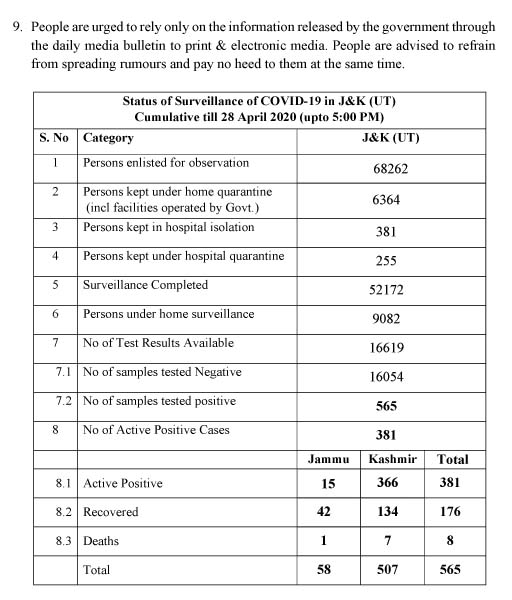 9. People are urged to rely only on the information released by the government through
the daily media bulletin to print & electronic media. People are advised to refrain
from spreading rumours and pay no heed to them at the same time.
Status of Surveillance of COVID-19 in J&K (UT)
Cumulative till 28 April 2020 (upto 5:00 PM)
S. No Category J&K (UT)
1 Persons enlisted for observation 68262
2 Persons kept under home quarantine
(incl facilities operated by Govt.) 6364
3 Persons kept in hospital isolation 381
4 Persons kept under hospital quarantine 255
5 Surveillance Completed 52172
6 Persons under home surveillance 9082
7 No of Test Results Available 16619
7.1 No of samples tested Negative 16054
7.2 No of samples tested positive 565
8 No of Active Positive Cases 381
Jammu Kashmir Total
8.1 Active Positive 15 366 381
8.2 Recovered 42 134 176
8.3 Deaths 1 7 8
Total 58 507 565